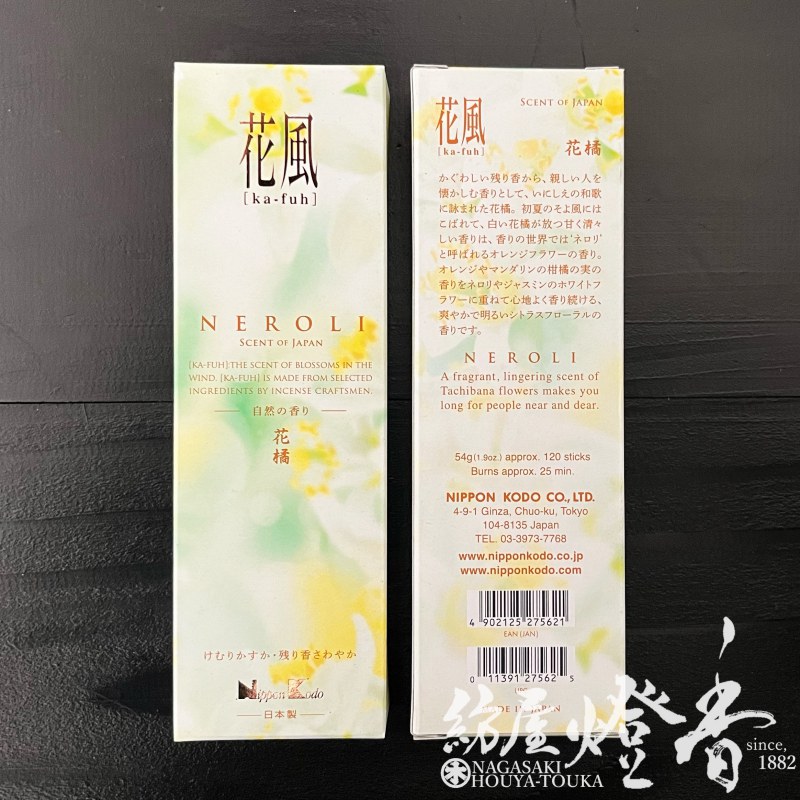 花風
[ka-fuh]
NEROLI
SCENT OF JAPAN
[KA-FUH]:THE SCENT OF BLOSSOMS IN THE
WIND. [KA-FUH] IS MADE FROM SELECTED
INGREDIENTS BY INCENSE CRAFTSMEN.
自然の香り
花橘
けむりかすか・残り香さわやか
Nippon Kodo
日本製
SCENT OF JAPAN
花風
[ka-fuh]
花橘
かぐわしい残り香から、親しい人を
懐かしむ香りとして、いにしえの和歌
に詠まれた花橘。初夏のそよ風には
こばれて、白い花橘が放つ甘く清々
しい香りは、香りの世界では‘ネロリ’
と呼ばれるオレンジフラワーの香り。
オレンジやマンダリンの柑橘の実の
香りをネロリやジャスミンのホワイトフ
ラワーに重ねて心地よく香り続ける、
爽やかで明るいシトラスフローラルの
香りです。
NEROLI
A fragrant, lingering scent of
Tachibana flowers makes you
long for people near and dear.
54g(1.9oz.) approx. 120 sticks
Burns approx. 25 min.
NIPPON KODO CO., LTD.
4-9-1 Ginza, Chuo-ku, Tokyo
104-8135 Japan
TEL. 03-3973-7768
www.nipponkodo.co.jp
www.nipponkodo.com
4 902125 275621
EAN (JAN)
0 11391 27562 5
MADE IN JAPAN
紡屋燈香
since,
1882
NAGASAKI
HOUYA-TOUKA